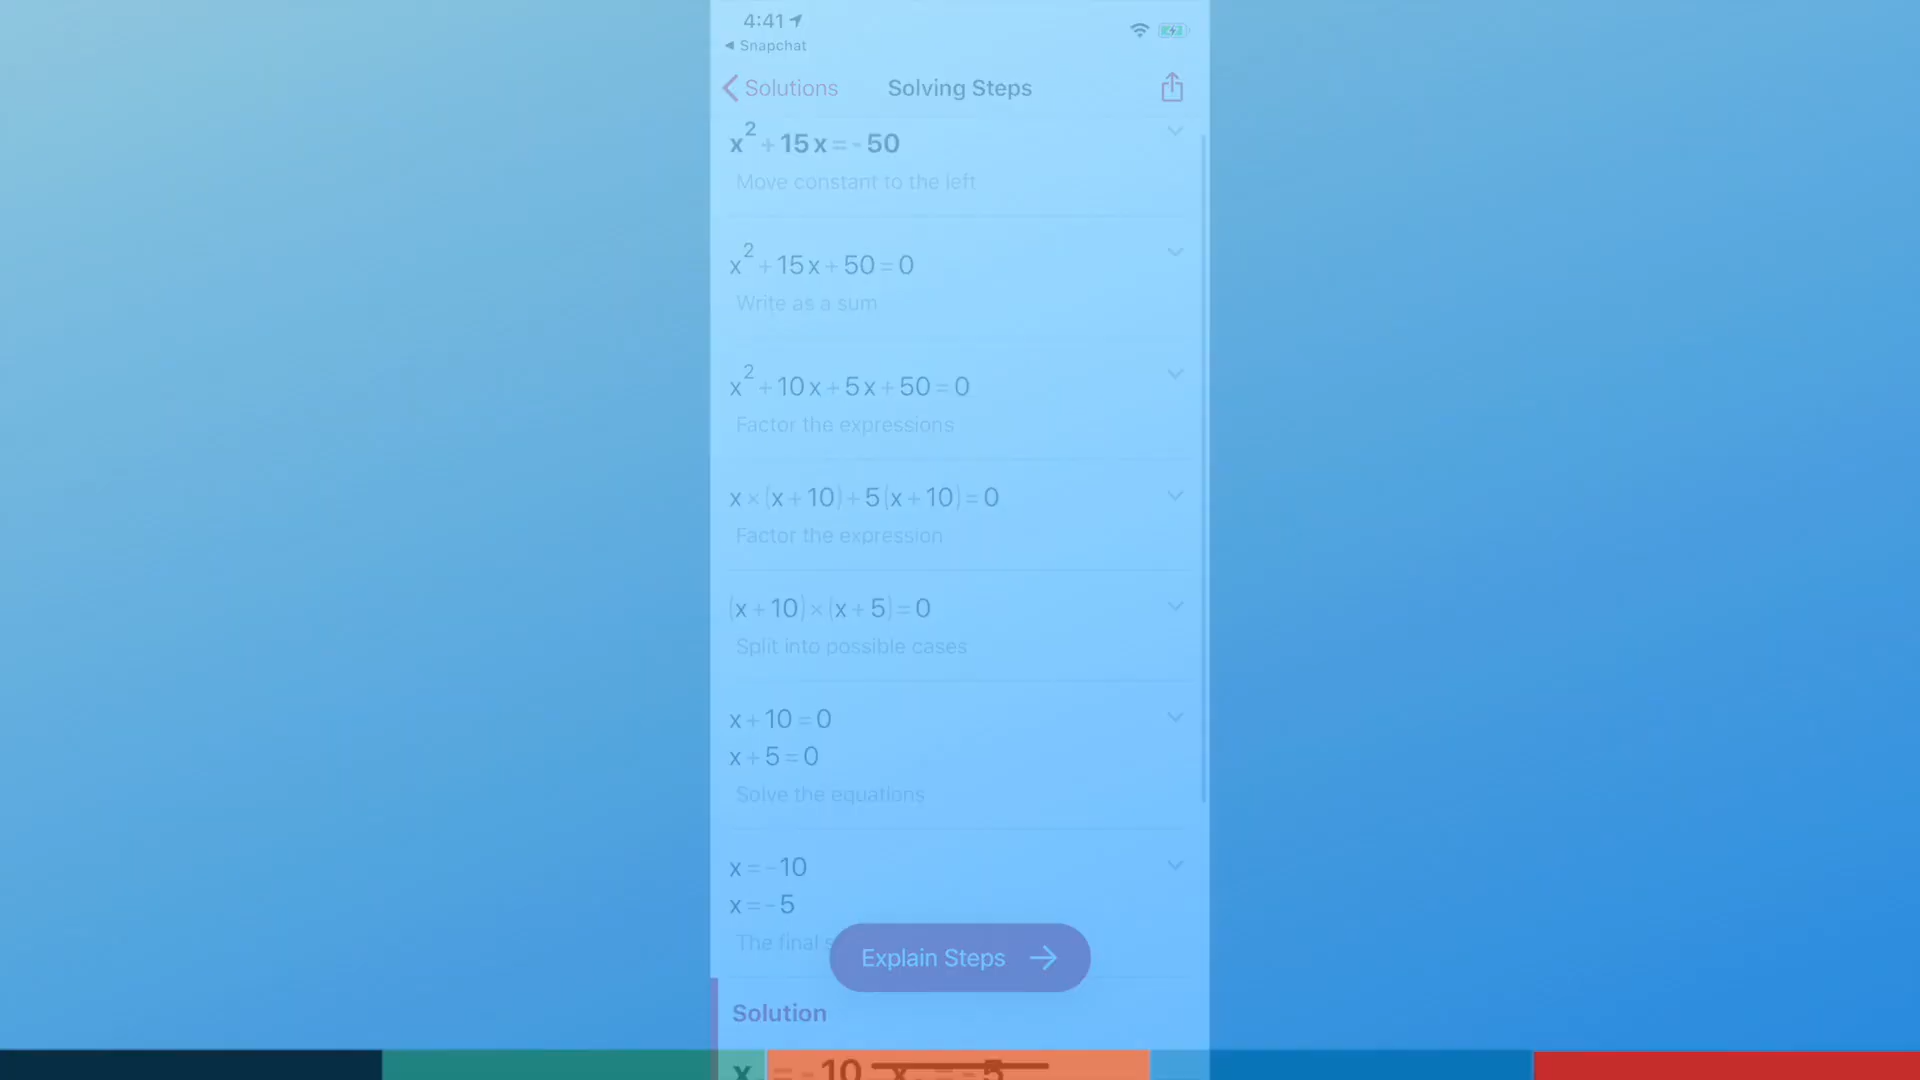 4:41
Snapchat
Solutions
Solving Steps
x² + 15x = -50
Move constant to the left
x² + 15x + 50 = 0
Write as a sum
x² + 10x + 5x + 50 = 0
Factor the expressions
x × (x + 10) + 5(x + 10) = 0
Factor the expression
(x + 10) × (x + 5) = 0
Split into possible cases
x + 10 = 0
x + 5 = 0
Solve the equations
x = -10
x = -5
The final
Explain Steps
Solution
x = -10 x = -5